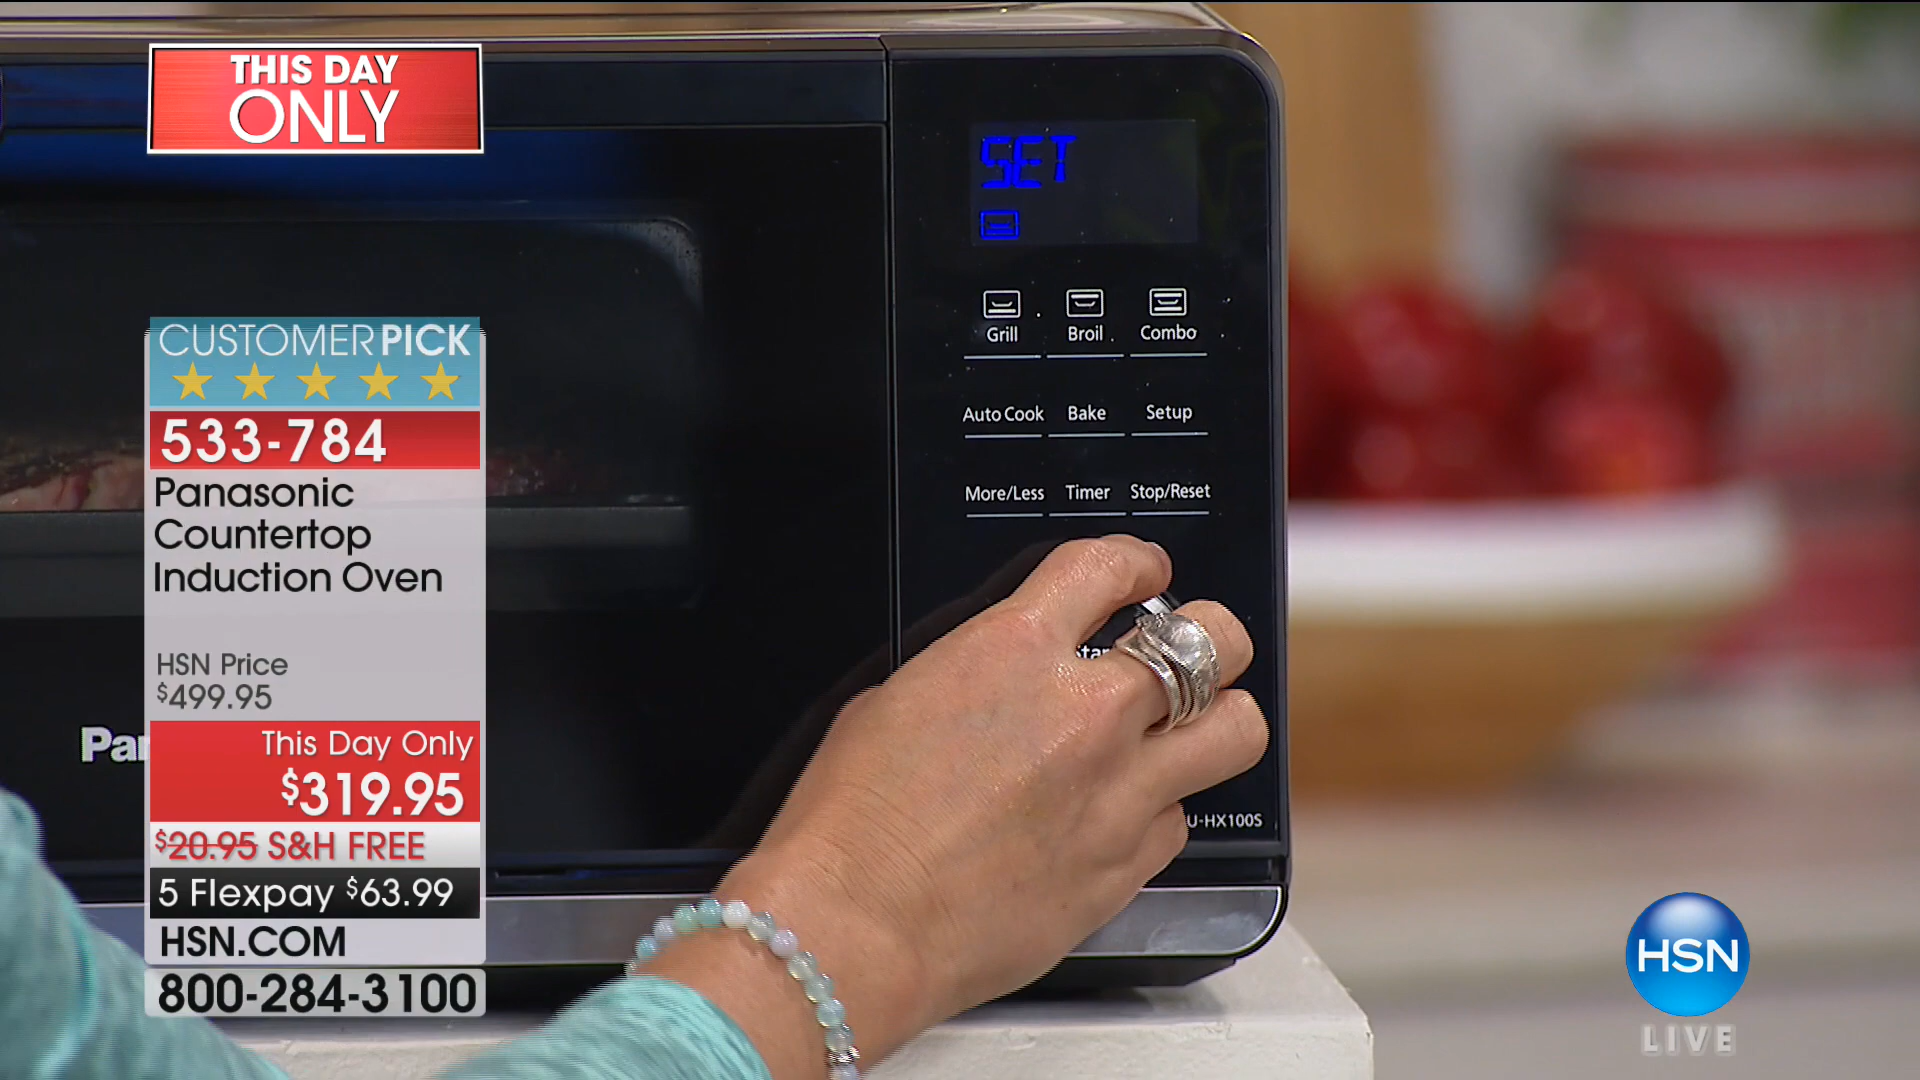 THIS DAY
ONLY
CUSTOMER PICK
533-784
Panasonic
Countertop
Induction Oven
HSN Price
$499.95
This Day Only
$319.95
$20.95 S&H FREE
5 Flexpay $63.99
HSN.COM
800-284-3100
SET
Grill
Broil
Combo
Auto Cook
Bake
Setup
More/Less
Timer
Stop/Reset
Star
Pan
U-HX100S
HSN
LIVE